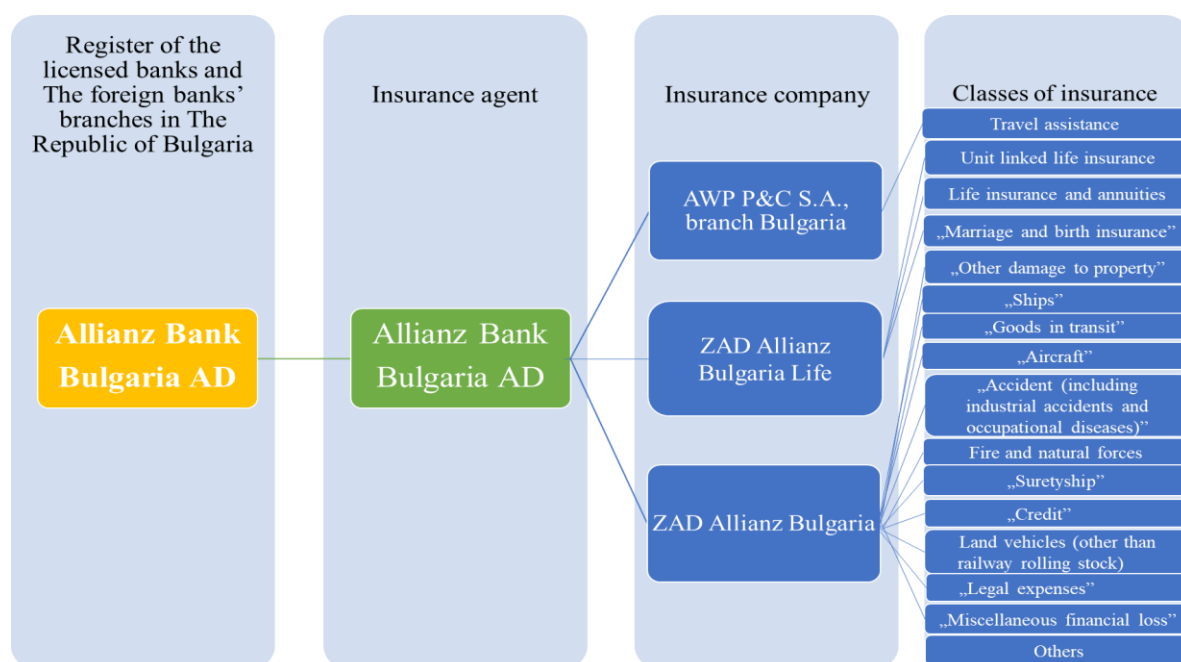 Register of the
licensed banks and
The foreign banks’
branches in The
Republic of Bulgaria
Allianz Bank
Bulgaria AD
Insurance agent
Allianz Bank
Bulgaria AD
Insurance company
AWP P&C S.A.,
branch Bulgaria
ZAD Allianz
Bulgaria Life
ZAD Allianz Bulgaria
Classes of insurance
Travel assistance
Unit linked life insurance
Life insurance and annuities
„Marriage and birth insurance”
„Other damage to property”
„Ships”
„Goods in transit”
„Aircraft”
„Accident (including
industrial accidents and
occupational diseases)”
Fire and natural forces
„Suretyship”
„Credit”
Land vehicles (other than
railway rolling stock)
„Legal expenses”
„Miscellaneous financial loss”
Others